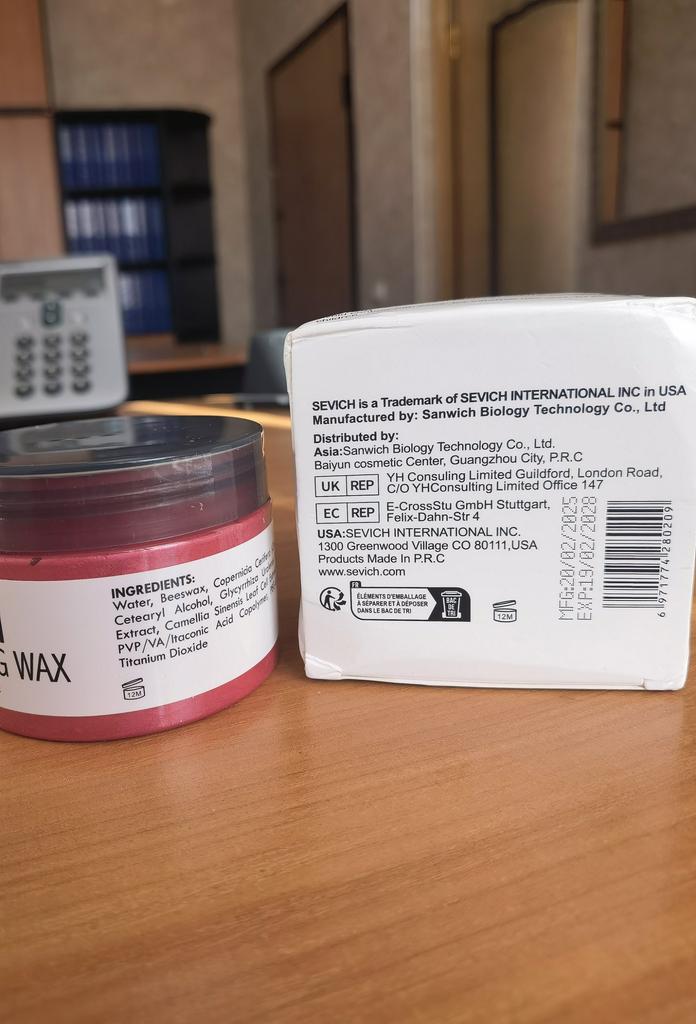 INGREDIENTS:
Water, Beeswax, Copernicia Cerifera
Cetearyl Alcohol, Glycyrrhiza
Extract, Camellia Sinensis Leaf
PVP/VA/Itaconic Acid Copolymer,
Titanium Dioxide
12M
G WAX
SEVICH is a Trademark of SEVICH INTERNATIONAL INC in USA
Manufactured by: Sanwich Biology Technology Co., Ltd
Distributed by:
Asia:Sanwich Biology Technology Co., Ltd.
Baiyun cosmetic Center, Guangzhou City, P.R.C
UK REP YH Consuling Limited Guildford, London Road,
C/O YHConsulting Limited Office 147
EC REP E-CrossStu GmbH Stuttgart,
Felix-Dahn-Str 4
USA:SEVICH INTERNATIONAL INC.
1300 Greenwood Village CO 80111,USA
Products Made In P.R.C
www.sevich.com
FR
ÉLÉMENTS D'EMBALLAGE
À SÉPARER ET À DÉPOSER
DANS LE BAC DE TRI
BAC
DE
TRI
12M
MFG:20/02/2025
EXP:19/02/2028
6 971774 280209